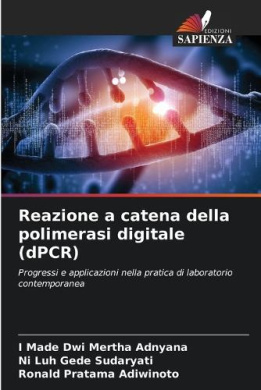 EDIZIONI
SAPIENZA
Reazione a catena della
polimerasi digitale
(dPCR)
Progressi e applicazioni nella pratica di laboratorio
contemporanea
I Made Dwi Mertha Adnyana
Ni Luh Gede Sudaryati
Ronald Pratama Adiwinoto